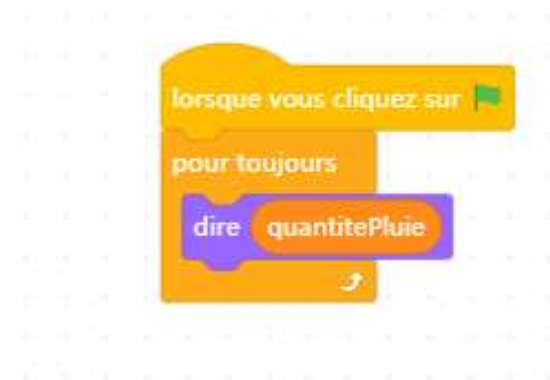 lorsque vous cliquez sur
pour toujours
dire quantitePluie